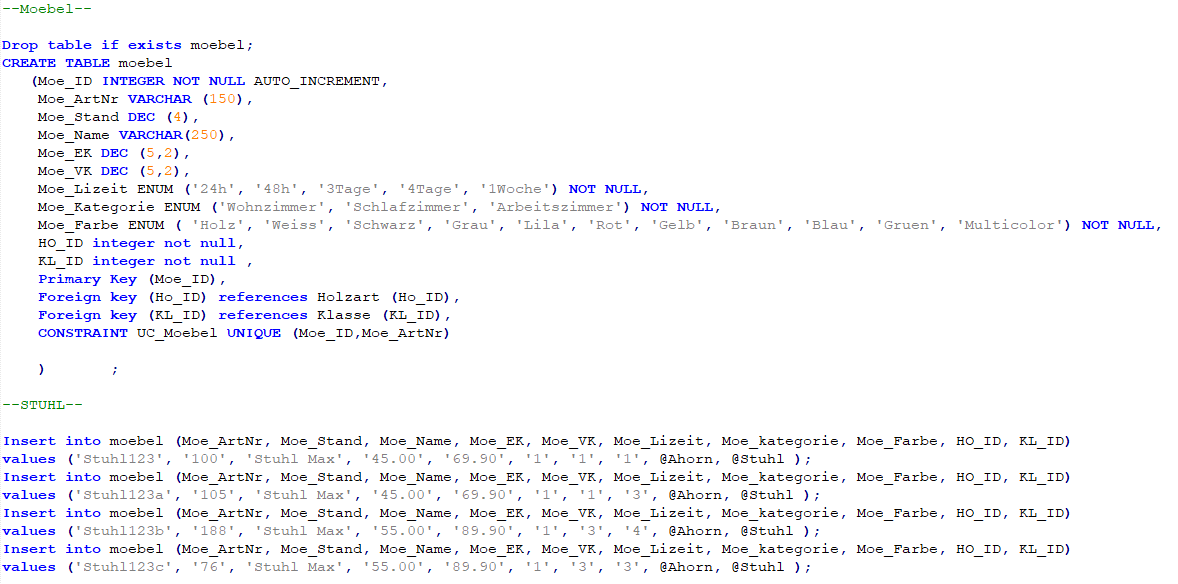 --Moebel--
Drop table if exists moebel;
CREATE TABLE moebel
(Moe_ID INTEGER NOT NULL AUTO_INCREMENT,
Moe_ArtNr VARCHAR (150),
Moe_Stand DEC (4),
Moe_Name VARCHAR(250),
Moe_EK DEC (5,2),
Moe_VK DEC (5,2),
Moe_Lizeit ENUM ('24h', '48h', '3Tage', '4Tage', '1Woche') NOT NULL,
Moe_Kategorie ENUM ('Wohnzimmer', 'Schlafzimmer', 'Arbeitszimmer') NOT NULL,
Moe_Farbe ENUM ( 'Holz', 'Weiss', 'Schwarz', 'Grau', 'Lila', 'Rot', 'Gelb', 'Braun', 'Blau', 'Gruen', 'Multicolor') NOT NULL,
HO_ID integer not null,
KL_ID integer not null ,
Primary Key (Moe_ID),
Foreign key (Ho_ID) references Holzart (Ho_ID),
Foreign key (KL_ID) references Klasse (KL_ID),
CONSTRAINT UC_Moebel UNIQUE (Moe_ID,Moe_ArtNr)
) ;
--STUHL--
Insert into moebel (Moe_ArtNr, Moe_Stand, Moe_Name, Moe_EK, Moe_VK, Moe_Lizeit, Moe_kategorie, Moe_Farbe, HO_ID, KL_ID)
values ('Stuhl123', '100', 'Stuhl Max', '45.00', '69.90', '1', '1', '1', @Ahorn, @Stuhl );
Insert into moebel (Moe_ArtNr, Moe_Stand, Moe_Name, Moe_EK, Moe_VK, Moe_Lizeit, Moe_kategorie, Moe_Farbe, HO_ID, KL_ID)
values ('Stuhl123a', '105', 'Stuhl Max', '45.00', '69.90', '1', '1', '3', @Ahorn, @Stuhl );
Insert into moebel (Moe_ArtNr, Moe_Stand, Moe_Name, Moe_EK, Moe_VK, Moe_Lizeit, Moe_kategorie, Moe_Farbe, HO_ID, KL_ID)
values ('Stuhl123b', '188', 'Stuhl Max', '55.00', '89.90', '1', '3', '4', @Ahorn, @Stuhl );
Insert into moebel (Moe_ArtNr, Moe_Stand, Moe_Name, Moe_EK, Moe_VK, Moe_Lizeit, Moe_kategorie, Moe_Farbe, HO_ID, KL_ID)
values ('Stuhl123c', '76', 'Stuhl Max', '55.00', '89.90', '1', '3', '3', @Ahorn, @Stuhl );